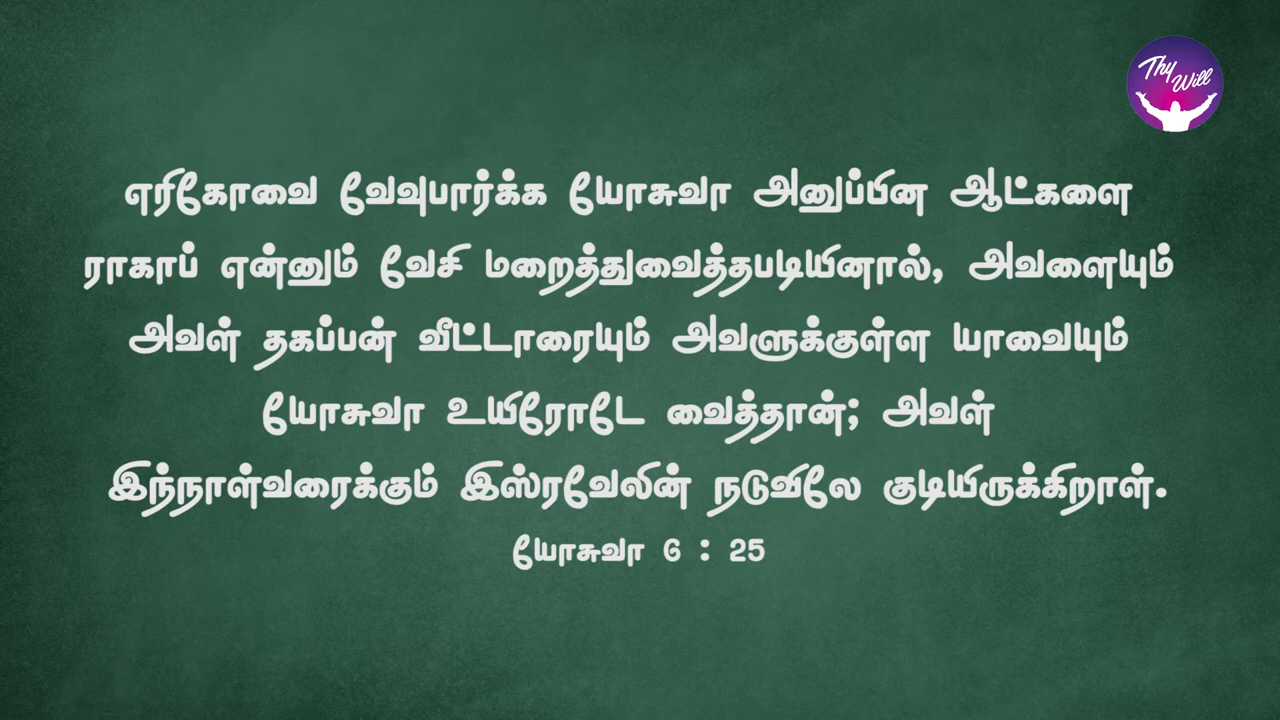 Thy Will
எரிகோவை வேவுபார்க்க யோசுவா அனுப்பின ஆட்களை
ராகாப் என்னும் வேசி மறைத்துவைத்தபடியினால், அவளையும்
அவள் தகப்பன் வீட்டாரையும் அவளுக்குள்ள யாவையும்
யோசுவா உயிரோடே வைத்தான்; அவள்
இந்நாள்வரைக்கும் இஸ்ரவேலின் நடுவிலே குடியிருக்கிறாள்.
யோசுவா 6 : 25